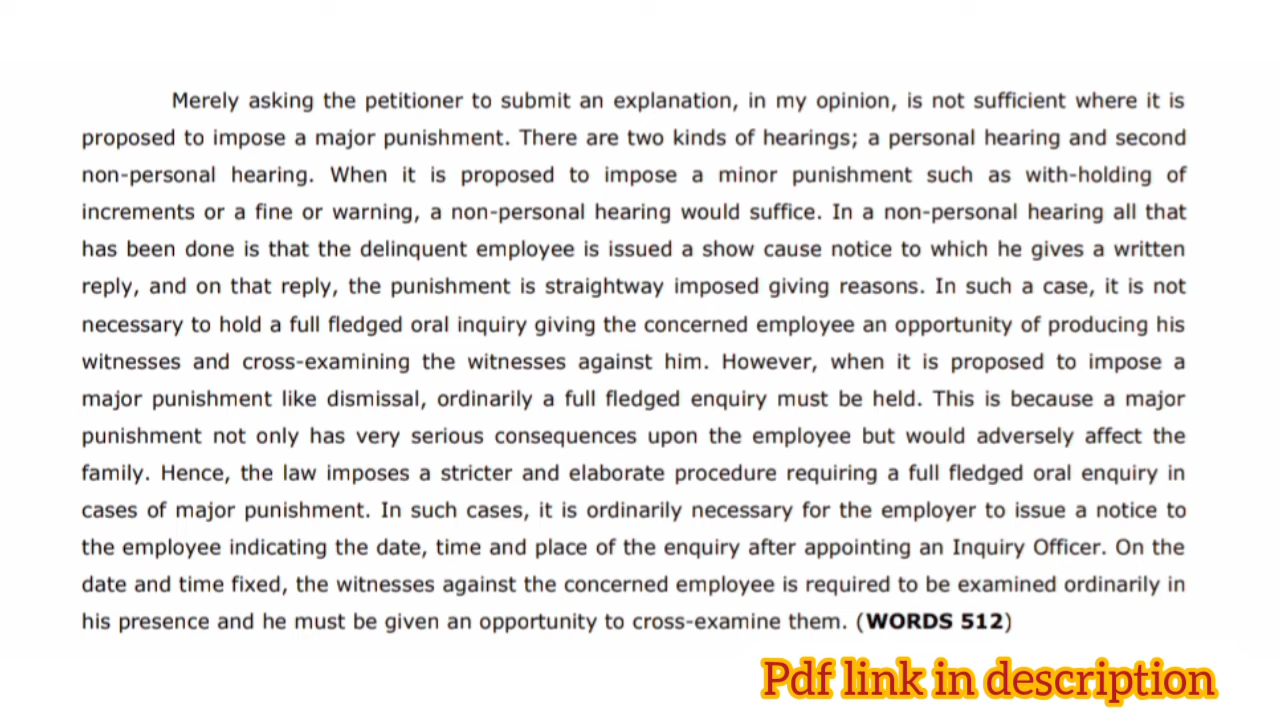 Merely asking the petitioner to submit an explanation, in my opinion, is not sufficient where it is
proposed to impose a major punishment. There are two kinds of hearings; a personal hearing and second
non-personal hearing. When it is proposed to impose a minor punishment such as with-holding of
increments or a fine or warning, a non-personal hearing would suffice. In a non-personal hearing all that
has been done is that the delinquent employee is issued a show cause notice to which he gives a written
reply, and on that reply, the punishment is straightway imposed giving reasons. In such a case, it is not
necessary to hold a full fledged oral inquiry giving the concerned employee an opportunity of producing his
witnesses and cross-examining the witnesses against him. However, when it is proposed to impose a
major punishment like dismissal, ordinarily a full fledged enquiry must be held. This is because a major
punishment not only has very serious consequences upon the employee but would adversely affect the
family. Hence, the law imposes a stricter and elaborate procedure requiring a full fledged oral enquiry in
cases of major punishment. In such cases, it is ordinarily necessary for the employer to issue a notice to
the employee indicating the date, time and place of the enquiry after appointing an Inquiry Officer. On the
date and time fixed, the witnesses against the concerned employee is required to be examined ordinarily in
his presence and he must be given an opportunity to cross-examine them. (WORDS 512)
Pdf link in description